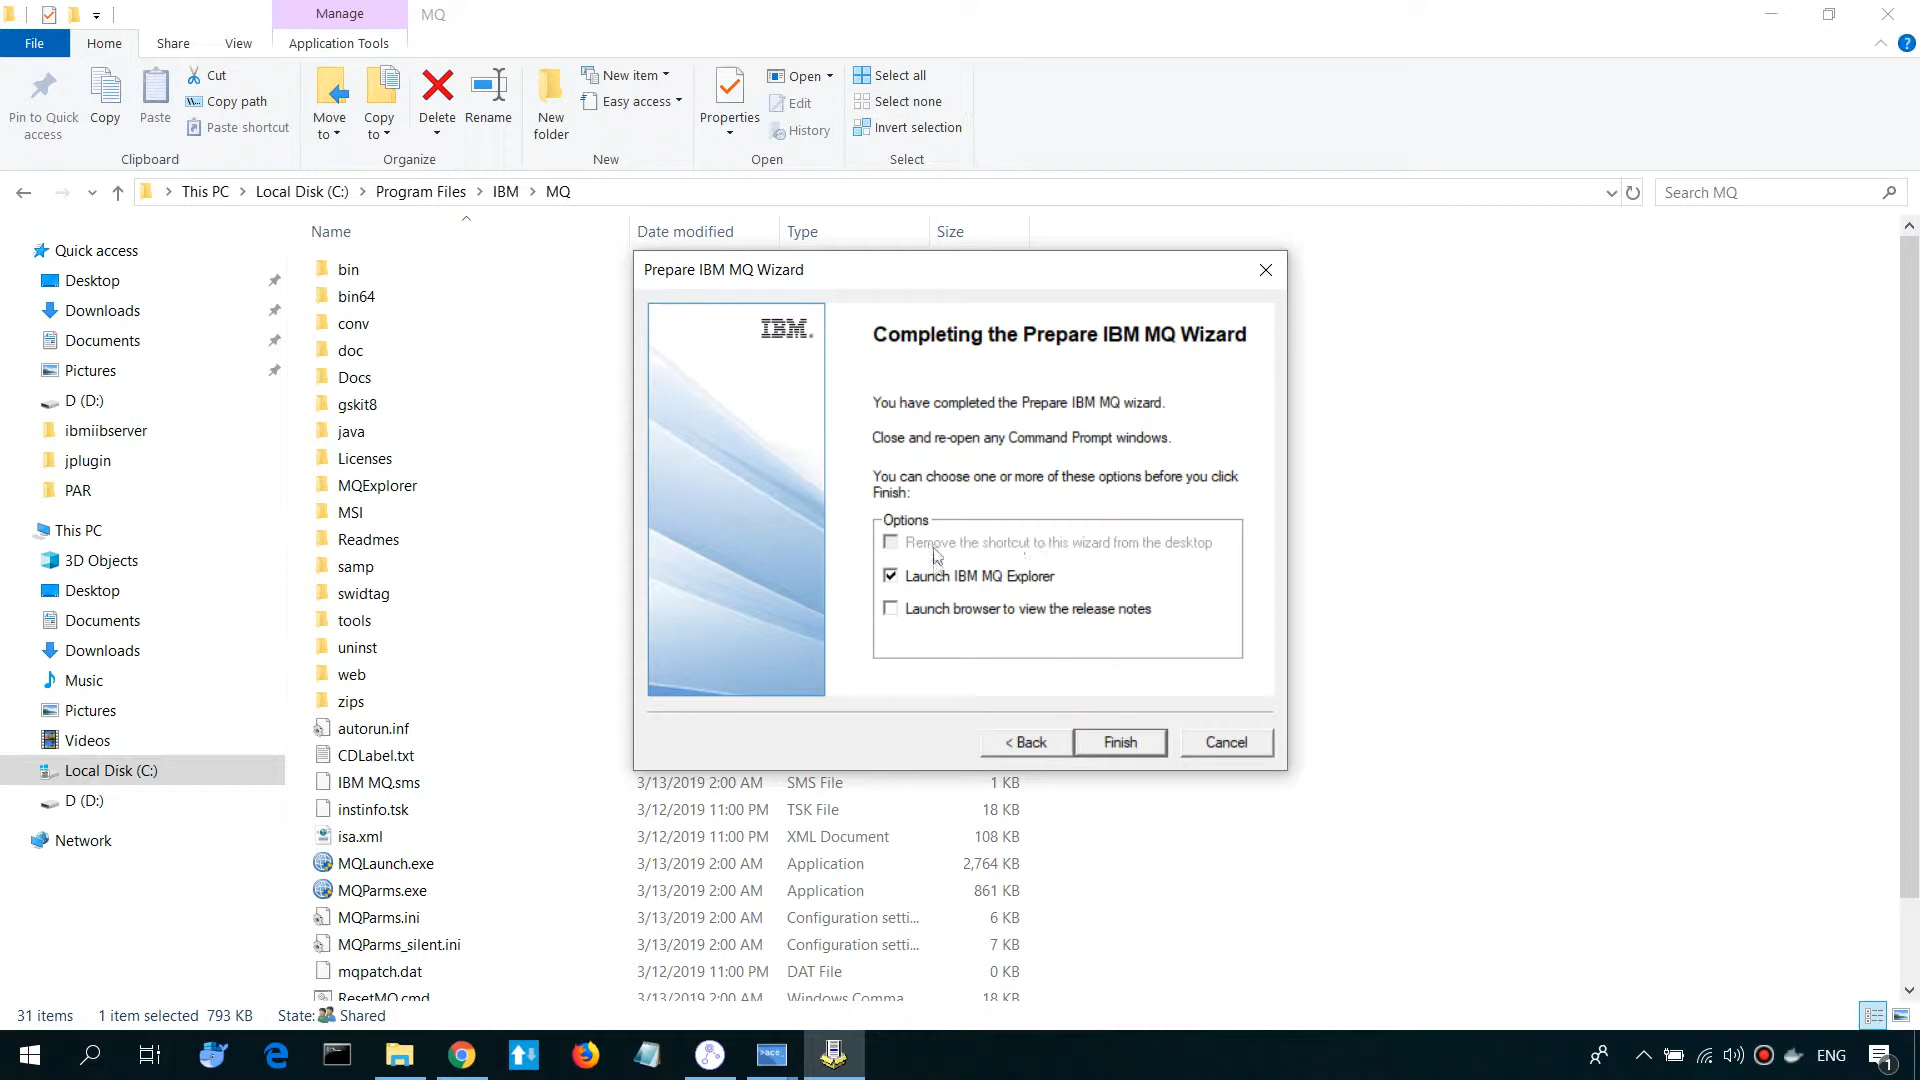 Manage
MQ
File
Home
Share
View
Application Tools
Pin to Quick access
Copy
Paste
Cut
Copy path
Paste shortcut
Clipboard
Move to
Copy to
Delete
Rename
Organize
New folder
New item
Easy access
New
Properties
Open
Edit
History
Open
Select all
Select none
Invert selection
Select
This PC > Local Disk (C:) > Program Files > IBM > MQ
Search MQ
Quick access
Desktop
Downloads
Documents
Pictures
D (D:)
ibmiibserver
jplugin
PAR
This PC
3D Objects
Desktop
Documents
Downloads
Music
Pictures
Videos
Local Disk (C:)
D (D:)
Network
Name Date modified Type Size
bin
bin64
conv
doc
Docs
gskit8
java
Licenses
MQExplorer
MSI
Readmes
samp
swidtag
tools
uninst
web
zips
autorun.inf
CDLabel.txt
IBM MQ.sms 3/13/2019 2:00 AM SMS File 1 KB
instinfo.tsk 3/12/2019 11:00 PM TSK File 18 KB
isa.xml 3/12/2019 11:00 PM XML Document 108 KB
MQLaunch.exe 3/13/2019 2:00 AM Application 2,764 KB
MQParms.exe 3/13/2019 2:00 AM Application 861 KB
MQParms.ini 3/13/2019 2:00 AM Configuration setti... 6 KB
MQParms_silent.ini 3/13/2019 2:00 AM Configuration setti... 7 KB
mqpatch.dat 3/12/2019 11:00 PM DAT File 0 KB
ResetMQ.cmd 3/13/2019 2:00 AM Windows Comma... 18 KB
Prepare IBM MQ Wizard
IBM.
Completing the Prepare IBM MQ Wizard
You have completed the Prepare IBM MQ wizard.
Close and re-open any Command Prompt windows.
You can choose one or more of these options before you click
Finish:
Options
Remove the shortcut to this wizard from the desktop
Launch IBM MQ Explorer
Launch browser to view the release notes
< Back
Finish
Cancel
31 items 1 item selected 793 KB State: Shared
ace_
ENG
1